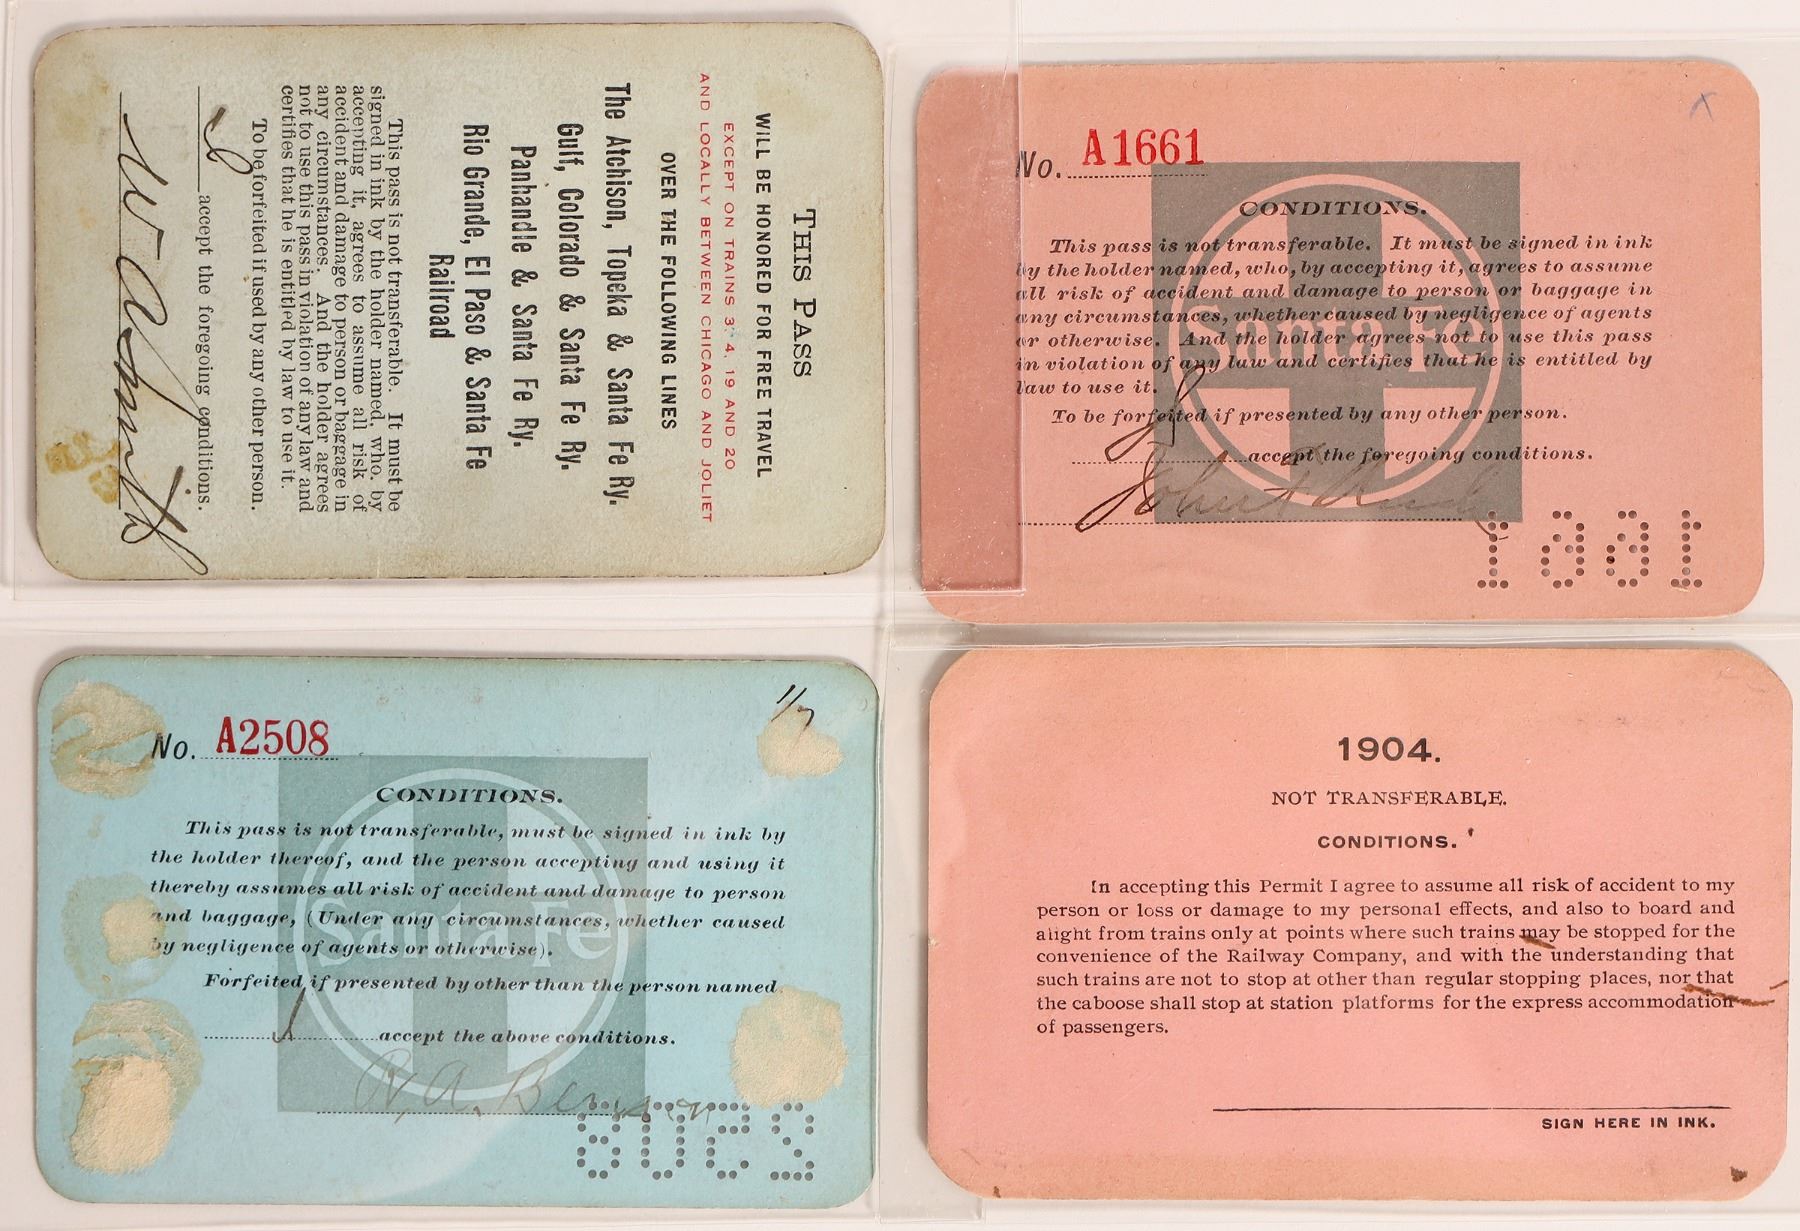 THIS PASS
WILL BE HONORED FOR FREE TRAVEL
EXCEPT ON TRAINS 3, 4, 19 AND 20
AND LOCALLY BETWEEN CHICAGO AND JOLIET
OVER THE FOLLOWING LINES
The Atchison, Topeka & Santa Fe Ry.
Gulf, Colorado & Santa Fe Ry.
Panhandle & Santa Fe Ry.
Rio Grande, El Paso & Santa Fe
Railroad
This pass is not transferable. It must be
signed in ink by the holder named, who, by
accepting it, agrees to assume all risk of
accident and damage to person or baggage in
any circumstances. And the holder agrees
not to use this pass in violation of any law and
certifies that he is entitled by law to use it.
To be forfeited if used by any other person.
I accept the foregoing conditions.
No. A1661
CONDITIONS.
This pass is not transferable. It must be signed in ink
by the holder named, who, by accepting it, agrees to assume
all risk of accident and damage to person or baggage in
any circumstances, whether caused by negligence of agents
or otherwise. And the holder agrees not to use this pass
in violation of any law and certifies that he is entitled by
law to use it.
Santa Fe
To be forfeited if presented by any other person.
I accept the foregoing conditions.
John
1661
No. A2508
1/7
CONDITIONS.
This pass is not transferable, must be signed in ink by
the holder thereof, and the person accepting and using it
thereby assumes all risk of accident and damage to person
and baggage, (Under any circumstances, whether caused
by negligence of agents or otherwise).
Santa Fe
Forfeited if presented by other than the person named.
I accept the above conditions.
A.
2508
1904.
NOT TRANSFERABLE.
CONDITIONS.
In accepting this Permit I agree to assume all risk of accident to my
person or loss or damage to my personal effects, and also to board and
alight from trains only at points where such trains may be stopped for the
convenience of the Railway Company, and with the understanding that
such trains are not to stop at other than regular stopping places, nor that
the caboose shall stop at station platforms for the express accommodation
of passengers.
SIGN HERE IN INK.